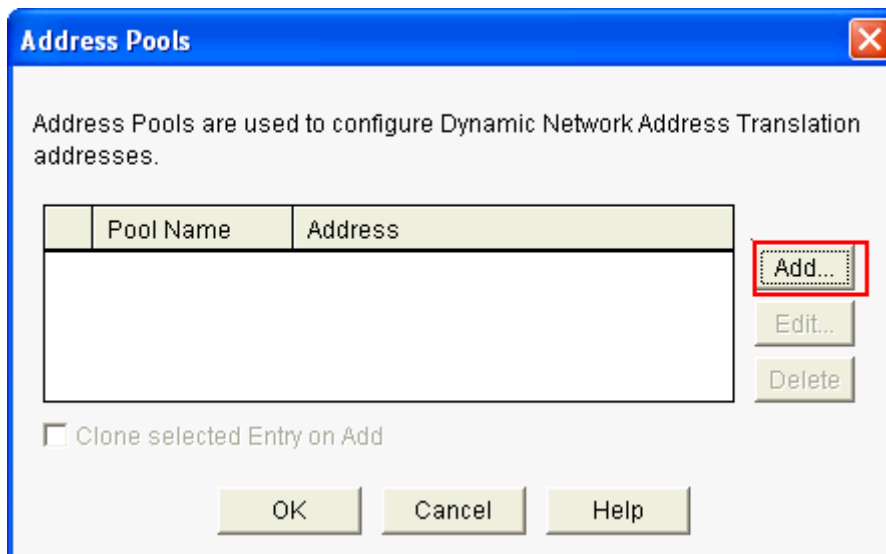 Address Pools
Address Pools are used to configure Dynamic Network Address Translation
addresses.
Pool Name Address
Add...
Edit...
Delete
Clone selected Entry on Add
OK Cancel Help